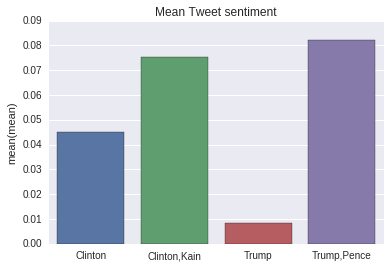 Mean Tweet sentiment
mean(mean)
0.09
0.08
0.07
0.06
0.05
0.04
0.03
0.02
0.01
0.00
Clinton
Clinton,Kain
Trump
Trump,Pence